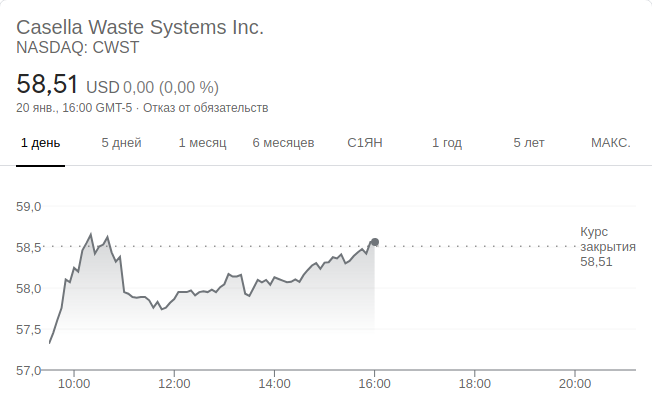 Casella Waste Systems Inc.
NASDAQ: CWST
58,51 USD 0,00 (0,00 %)
20 янв., 16:00 GMT-5 · Отказ от обязательств
1 день 5 дней 1 месяц 6 месяцев С1ЯН 1 год 5 лет МАКС.
59,0
58,5
58,0
57,5
57,0
Курс
закрытия
58,51
10:00 12:00 14:00 16:00 18:00 20:00